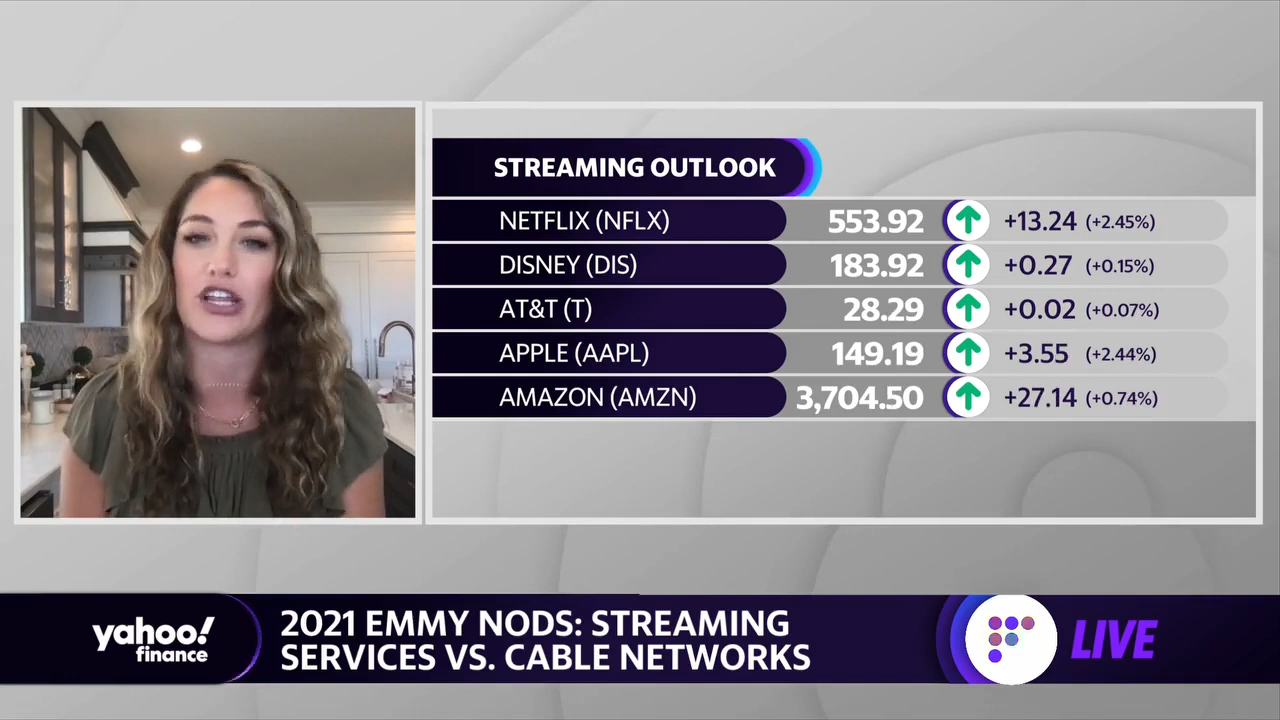 STREAMING OUTLOOK
NETFLIX (NFLX) 553.92 +13.24 (+2.45%)
DISNEY (DIS) 183.92 +0.27 (+0.15%)
AT&T (T) 28.29 +0.02 (+0.07%)
APPLE (AAPL) 149.19 +3.55 (+2.44%)
AMAZON (AMZN) 3,704.50 +27.14 (+0.74%)
yahoo!
finance
2021 EMMY NODS: STREAMING
SERVICES VS. CABLE NETWORKS
LIVE